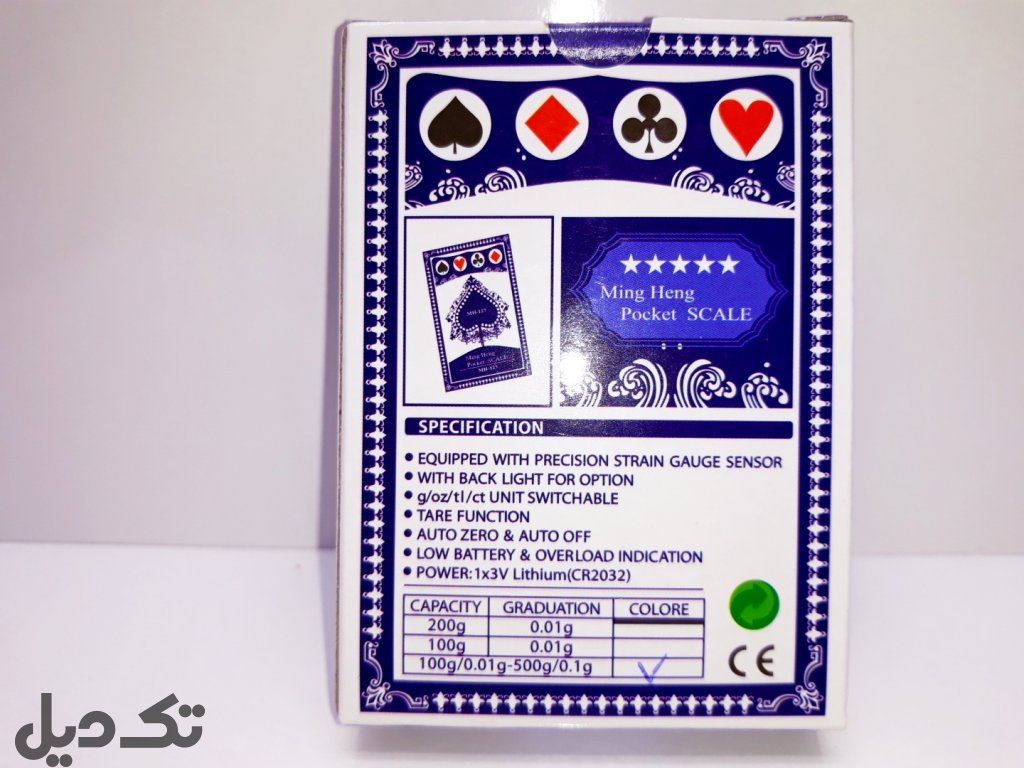 ★★★★★
Ming Heng
Pocket SCALE
MH-137
Ming Heng
Pocket SCALE
MH-137
SPECIFICATION
• EQUIPPED WITH PRECISION STRAIN GAUGE SENSOR
• WITH BACK LIGHT FOR OPTION
• g/oz/tl/ct UNIT SWITCHABLE
• TARE FUNCTION
• AUTO ZERO & AUTO OFF
• LOW BATTERY & OVERLOAD INDICATION
• POWER:1x3V Lithium(CR2032)
CAPACITY GRADUATION COLORE
200g 0.01g
100g 0.01g
100g/0.01g-500g/0.1g ✓
CE
تک دیل